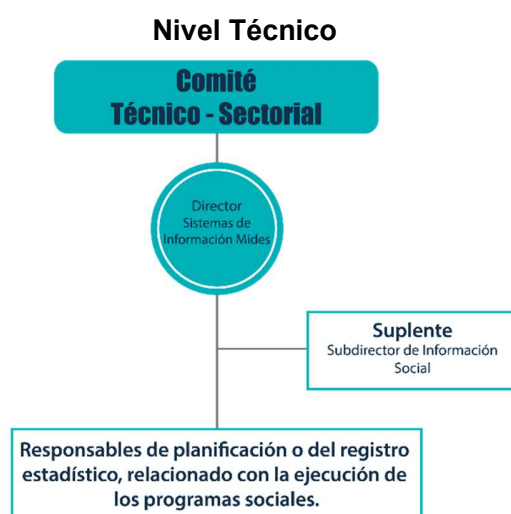 Nivel Técnico
Comité
Técnico - Sectorial
Director
Sistemas de
Información Mides
Suplente
Subdirector de Información
Social
Responsables de planificación o del registro
estadístico, relacionado con la ejecución de
los programas sociales.